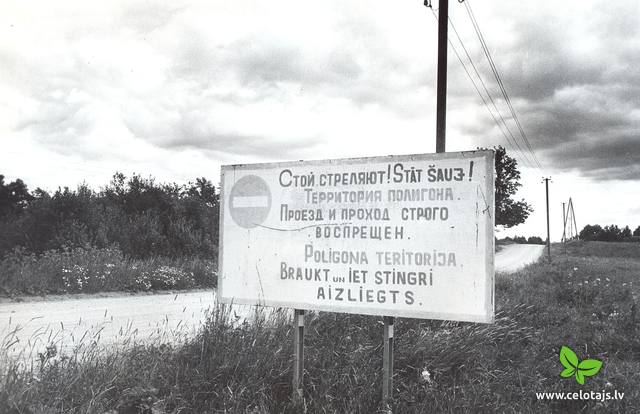 Стой стреляют! Stāt šauj!
Территория полигона.
Проезд и проход строго
воспрещен.
Poligona teritorija.
Braukt un iet stingri
aizliegts.
www.celotajs.lv